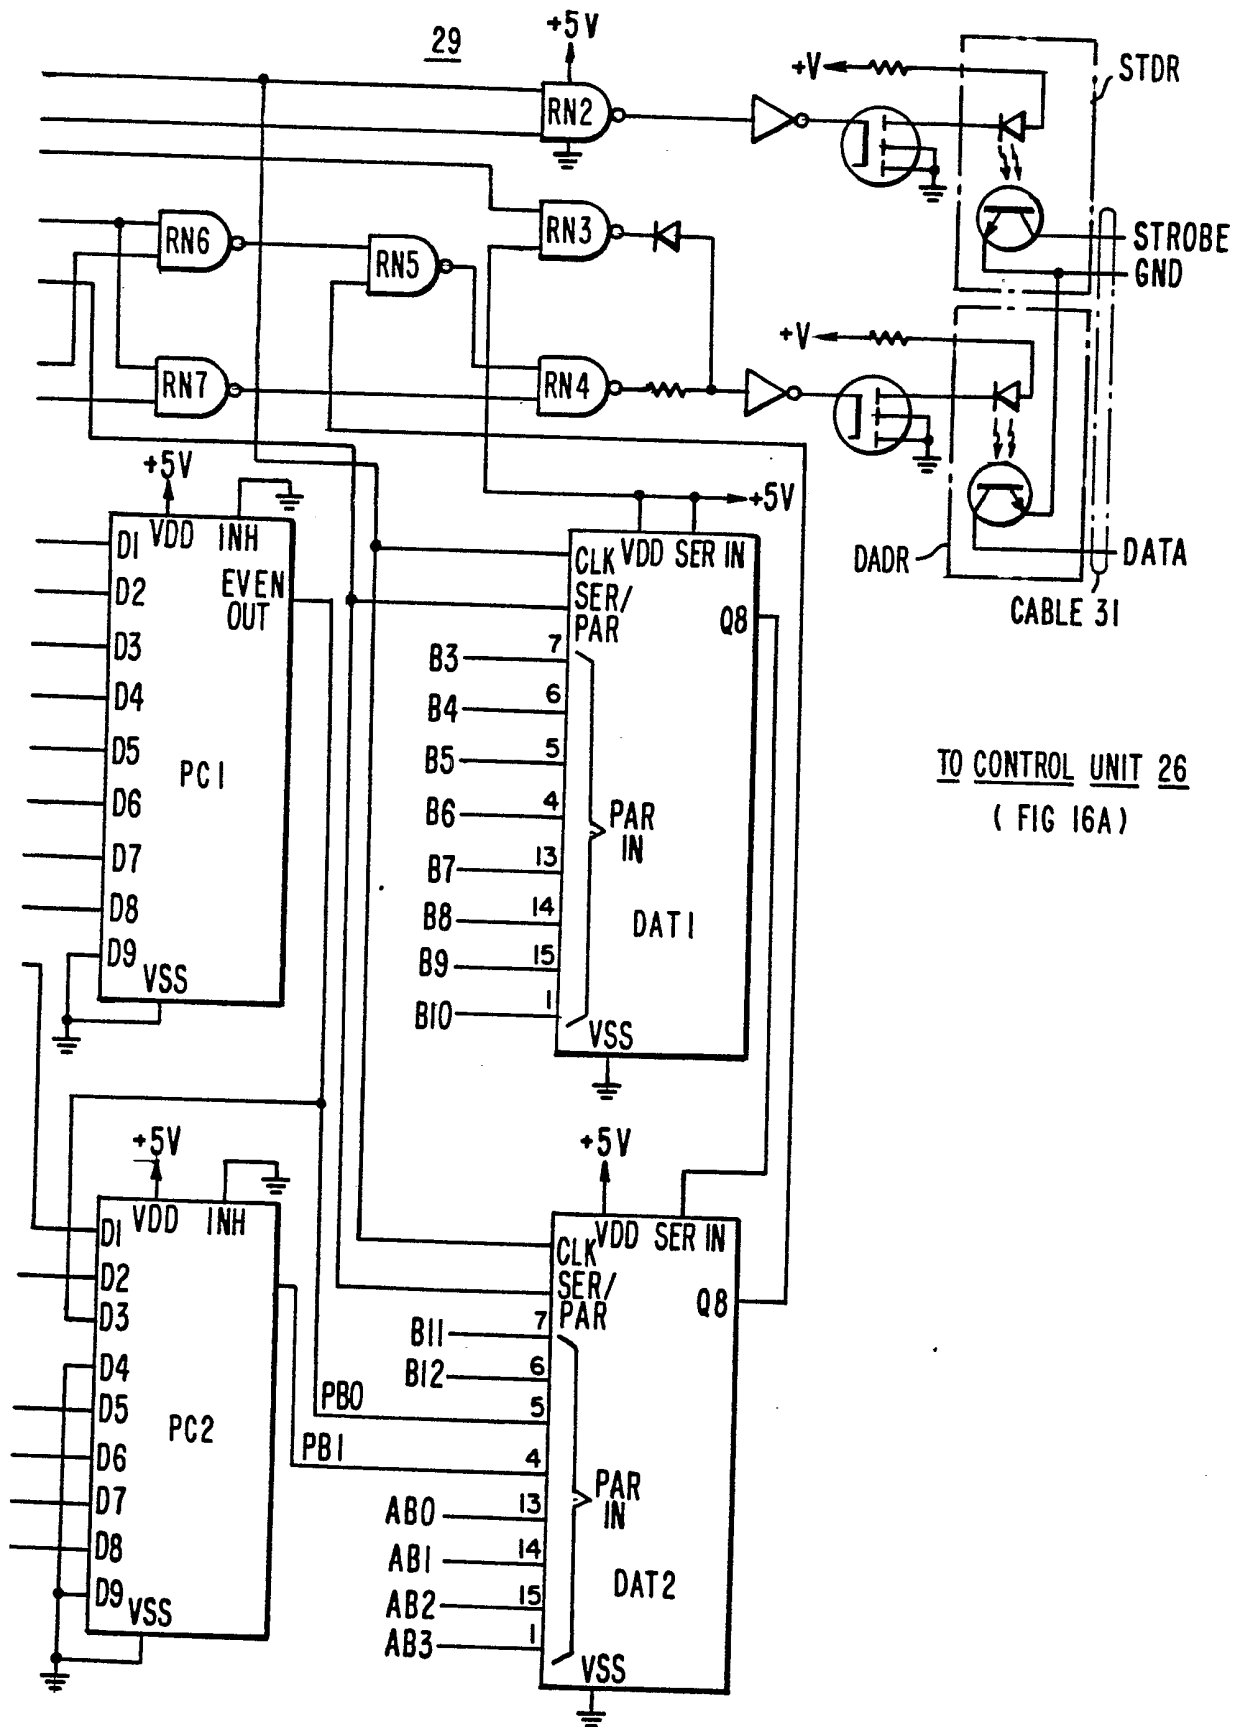 29
+5V
+V
STDR
RN2
STROBE
GND
RN6
RN5
RN3
+V
RN7
RN4
+5V
+5V
DADR
DATA
CABLE 31
VDD INH
D1
D2
D3
D4
D5
D6
D7
D8
D9
EVEN
OUT
PC1
VSS
CLK VDD SER IN
SER/
PAR
Q8
B3 7
B4 6
B5 5
B6 4
B7 13
B8 14
B9 15
B10 1
PAR
IN
DAT1
VSS
TO CONTROL UNIT 26
(FIG 16A)
+5V
+5V
VDD INH
D1
D2
D3
D4
D5
D6
D7
D8
D9
PC2
VSS
PB0
PB1
CLK VDD SER IN
SER/
PAR
Q8
B11 7
B12 6
5
4
AB0 13
AB1 14
AB2 15
AB3 1
PAR
IN
DAT2
VSS